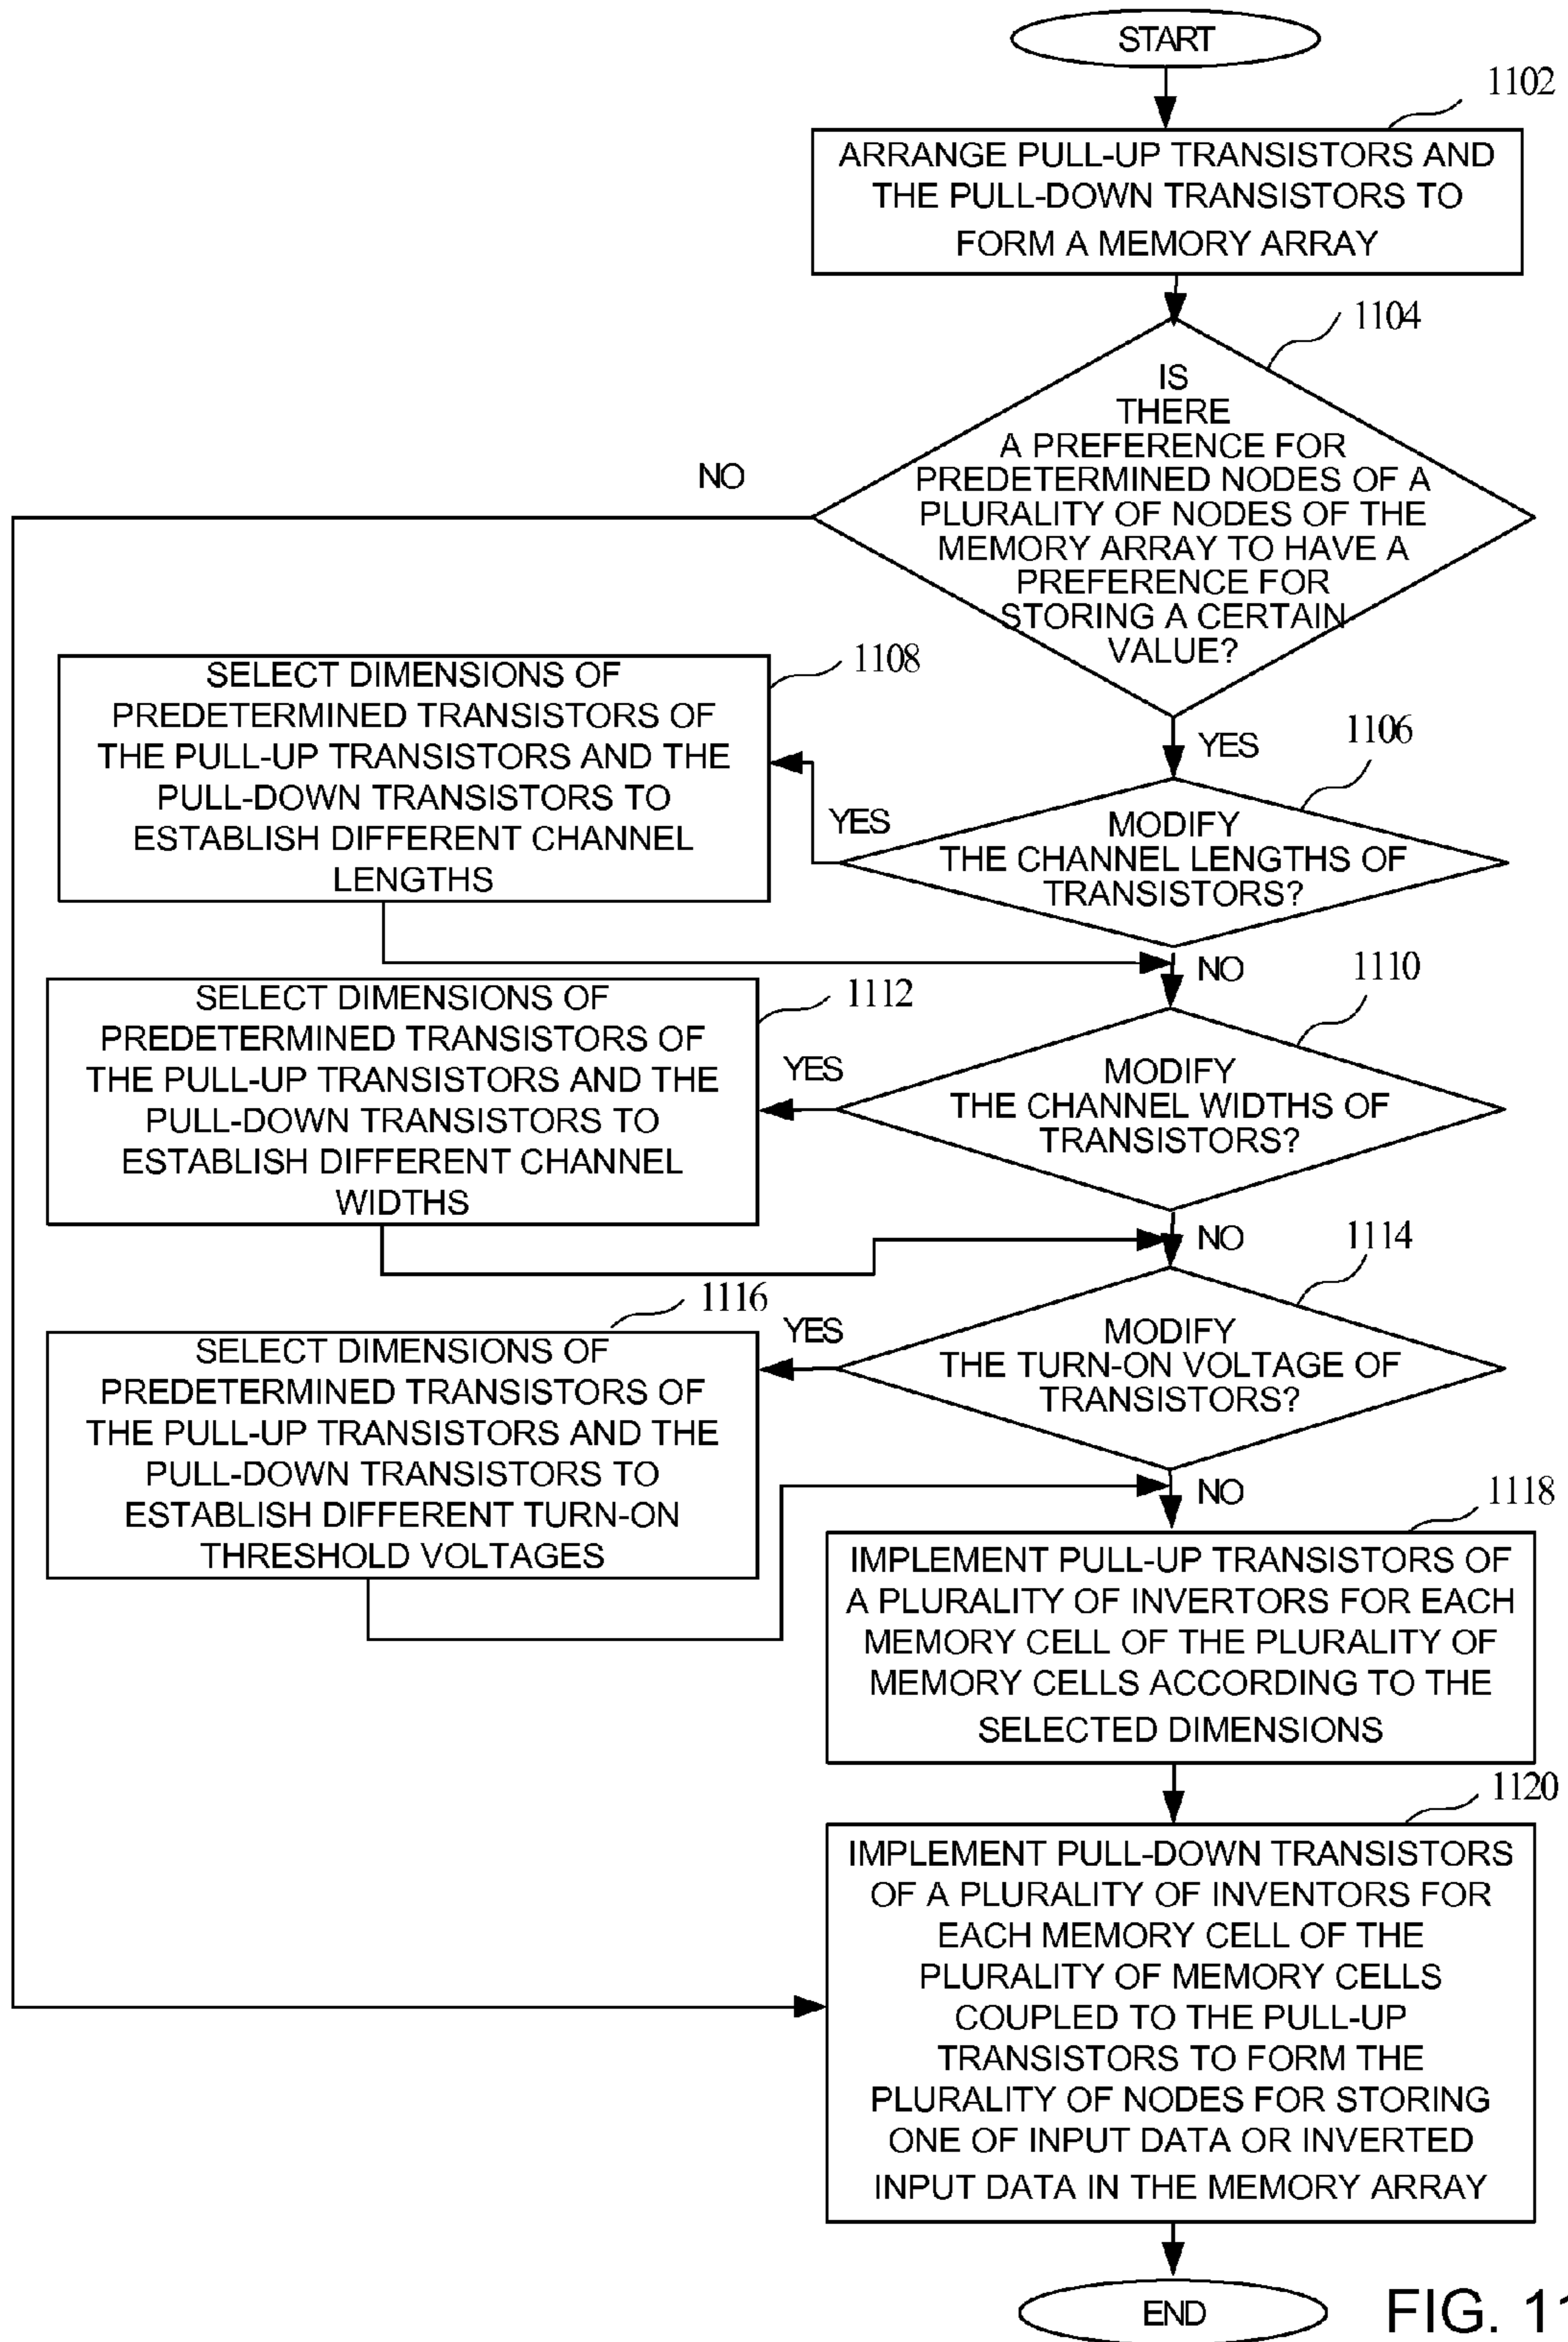 START
1102
ARRANGE PULL-UP TRANSISTORS AND
THE PULL-DOWN TRANSISTORS TO
FORM A MEMORY ARRAY
1104
IS
THERE
A PREFERENCE FOR
PREDETERMINED NODES OF A
PLURALITY OF NODES OF THE
MEMORY ARRAY TO HAVE A
PREFERENCE FOR
STORING A CERTAIN
VALUE?
NO
YES
1106
MODIFY
THE CHANNEL LENGTHS OF
TRANSISTORS?
YES
1108
SELECT DIMENSIONS OF
PREDETERMINED TRANSISTORS OF
THE PULL-UP TRANSISTORS AND THE
PULL-DOWN TRANSISTORS TO
ESTABLISH DIFFERENT CHANNEL
LENGTHS
NO
1110
MODIFY
THE CHANNEL WIDTHS OF
TRANSISTORS?
YES
1112
SELECT DIMENSIONS OF
PREDETERMINED TRANSISTORS OF
THE PULL-UP TRANSISTORS AND THE
PULL-DOWN TRANSISTORS TO
ESTABLISH DIFFERENT CHANNEL
WIDTHS
NO
1114
MODIFY
THE TURN-ON VOLTAGE OF
TRANSISTORS?
YES
1116
SELECT DIMENSIONS OF
PREDETERMINED TRANSISTORS OF
THE PULL-UP TRANSISTORS AND THE
PULL-DOWN TRANSISTORS TO
ESTABLISH DIFFERENT TURN-ON
THRESHOLD VOLTAGES
NO
1118
IMPLEMENT PULL-UP TRANSISTORS OF
A PLURALITY OF INVERTORS FOR EACH
MEMORY CELL OF THE PLURALITY OF
MEMORY CELLS ACCORDING TO THE
SELECTED DIMENSIONS
1120
IMPLEMENT PULL-DOWN TRANSISTORS
OF A PLURALITY OF INVENTORS FOR
EACH MEMORY CELL OF THE
PLURALITY OF MEMORY CELLS
COUPLED TO THE PULL-UP
TRANSISTORS TO FORM THE
PLURALITY OF NODES FOR STORING
ONE OF INPUT DATA OR INVERTED
INPUT DATA IN THE MEMORY ARRAY
END
FIG. 11